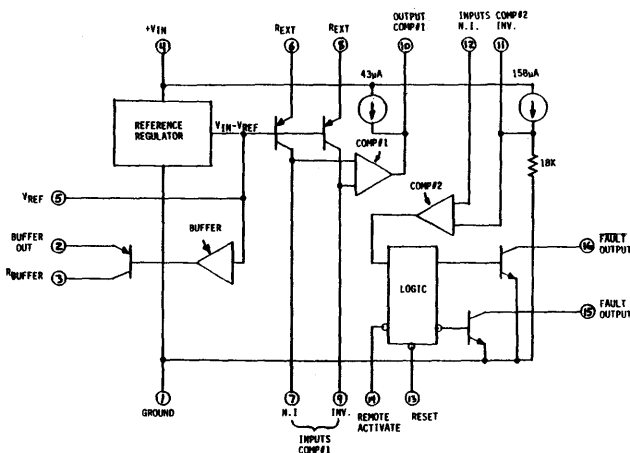 +VIN
4
REXT
6
REXT
8
OUTPUT
COMP#1
10
INPUTS
N.I.
12
COMP#2
INV.
11
43µA
158µA
REFERENCE
REGULATOR
VIN-VREF
COMP#1
18K
COMP#2
VREF 5
BUFFER
OUT 2
RBUFFER 3
BUFFER
LOGIC
16 FAULT
OUTPUT
15 FAULT
OUTPUT
1
GROUND
7
N.I
9
INV.
INPUTS
COMP#1
14
REMOTE
ACTIVATE
13
RESET